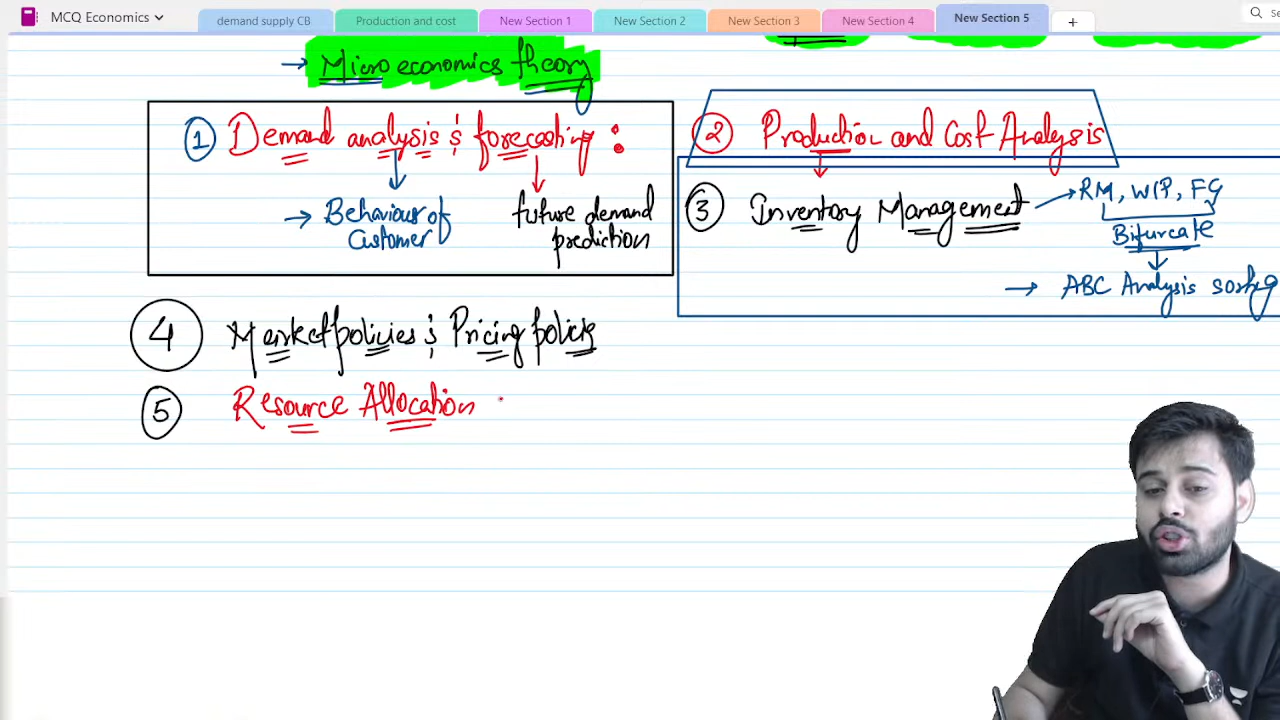 MCQ Economics
demand supply CB
Production and cost
New Section 1
New Section 2
New Section 3
New Section 4
New Section 5
+
Se
→ Micro economics theory
① Demand analysis & forecasting :
→ Behaviour of
Customer
future demand
prediction
② Production and Cost Analysis
③ Inventory Management → RM, WIP, FG
Bifurcate
→ ABC Analysis
④ Market policies & Pricing policies
⑤ Resource Allocation